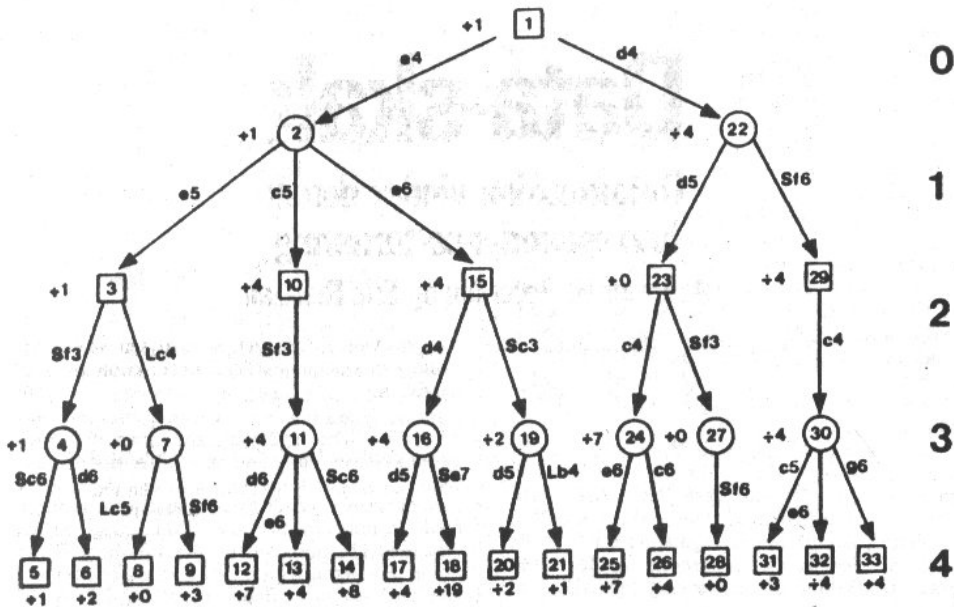 +1 1
e4 d4 0
+1 2 +4 22
e5 c5 e6 d5 Sf6 1
+1 3 +4 10 +4 15 +0 23 +4 29 2
Sf3 Lc4 Sf3 d4 Sc3 c4 Sf3 c4
+1 4 +0 7 +4 11 +4 16 +2 19 +7 24 +0 27 +4 30 3
Sc6 d6 Lc5 Sf6 d6 e6 Sc6 d5 Se7 d5 Lb4 e6 c6 Sf6 c5 e6 g6
5 6 8 9 12 13 14 17 18 20 21 25 26 28 31 32 33 4
+1 +2 +0 +3 +7 +4 +8 +4 +19 +2 +1 +7 +4 +0 +3 +4 +4